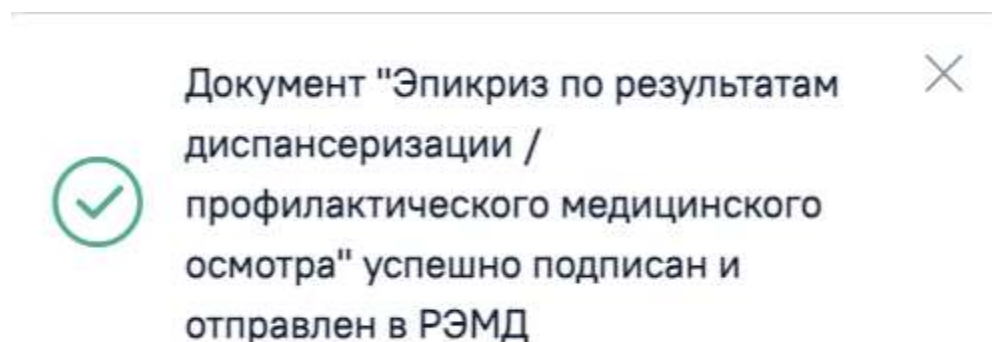 Документ "Эпикриз по результатам
диспансеризации /
профилактического медицинского
осмотра" успешно подписан и
отправлен в РЭМД